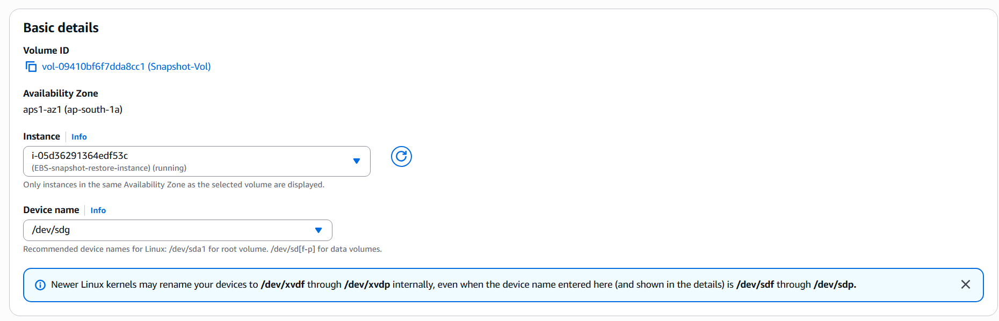 Basic details
Volume ID
vol-09410bf6f7dda8cc1 (Snapshot-Vol)
Availability Zone
aps1-az1 (ap-south-1a)
Instance Info
i-05d36291364edf53c
(EBS-snapshot-restore-instance) (running)
Only instances in the same Availability Zone as the selected volume are displayed.
Device name Info
/dev/sdg
Recommended device names for Linux: /dev/sda1 for root volume. /dev/sd[f-p] for data volumes.
Newer Linux kernels may rename your devices to /dev/xvdf through /dev/xvdp internally, even when the device name entered here (and shown in the details) is /dev/sdf through /dev/sdp.